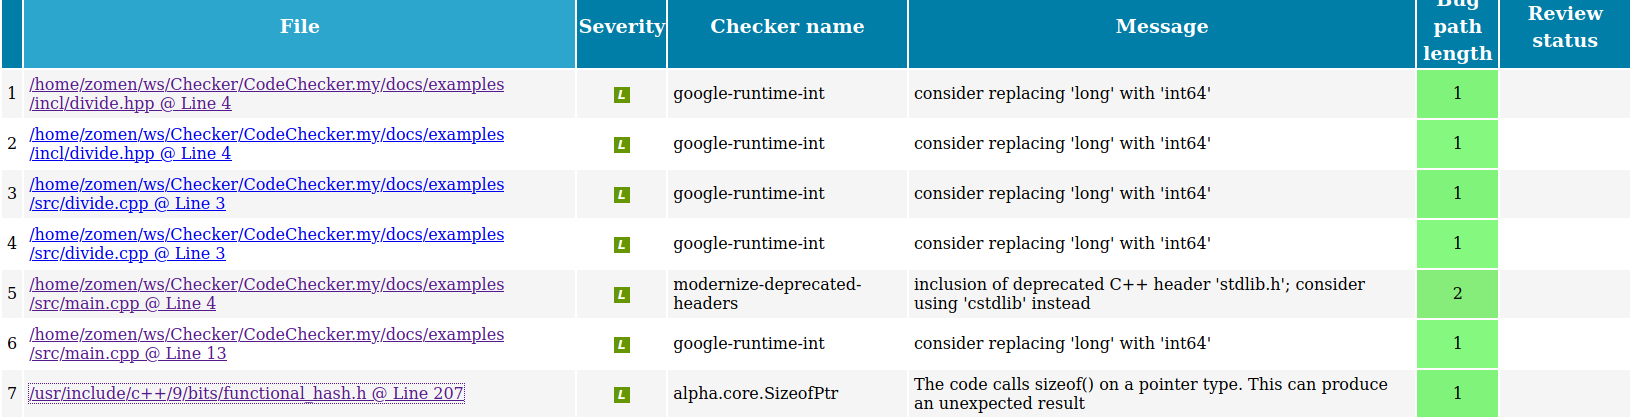 File Severity Checker name Message Bug path length Review status
1 /home/zomen/ws/Checker/CodeChecker.my/docs/examples
/incl/divide.hpp @ Line 4 L google-runtime-int consider replacing 'long' with 'int64' 1
2 /home/zomen/ws/Checker/CodeChecker.my/docs/examples
/incl/divide.hpp @ Line 4 L google-runtime-int consider replacing 'long' with 'int64' 1
3 /home/zomen/ws/Checker/CodeChecker.my/docs/examples
/src/divide.cpp @ Line 3 L google-runtime-int consider replacing 'long' with 'int64' 1
4 /home/zomen/ws/Checker/CodeChecker.my/docs/examples
/src/divide.cpp @ Line 3 L google-runtime-int consider replacing 'long' with 'int64' 1
5 /home/zomen/ws/Checker/CodeChecker.my/docs/examples
/src/main.cpp @ Line 4 L modernize-deprecated-
headers inclusion of deprecated C++ header 'stdlib.h'; consider
using 'cstdlib' instead 2
6 /home/zomen/ws/Checker/CodeChecker.my/docs/examples
/src/main.cpp @ Line 13 L google-runtime-int consider replacing 'long' with 'int64' 1
7 /usr/include/c++/9/bits/functional_hash.h @ Line 207 L alpha.core.SizeofPtr The code calls sizeof() on a pointer type. This can produce
an unexpected result 1